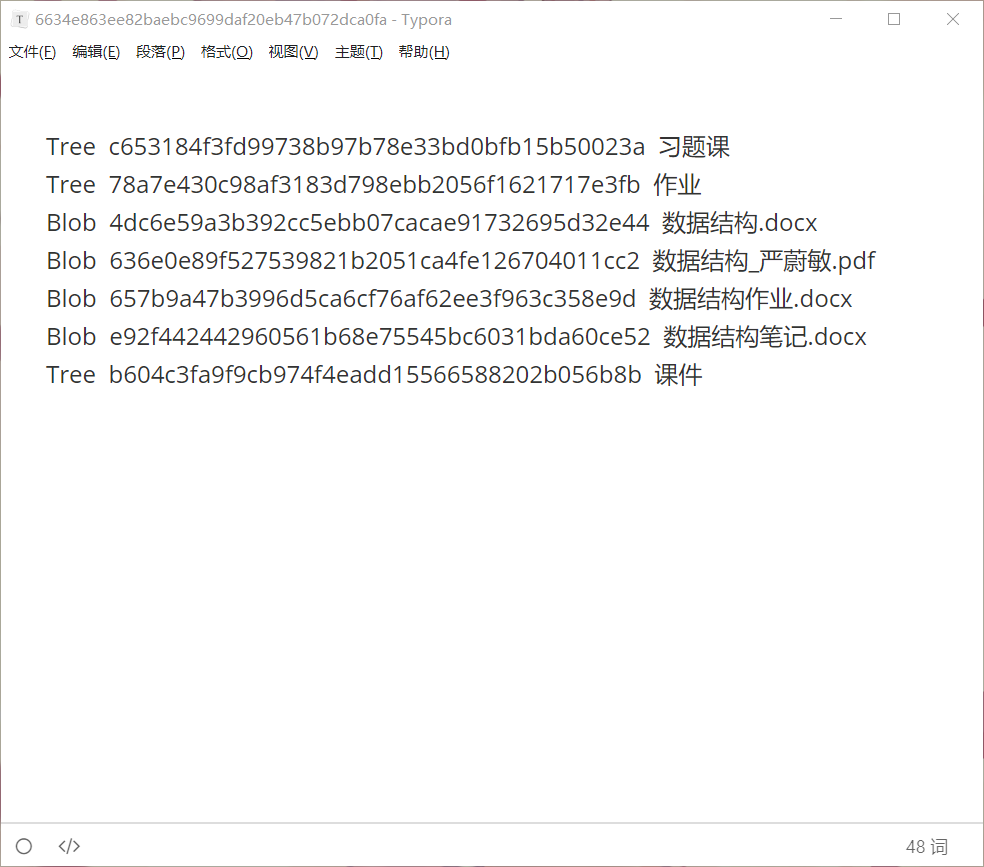 6634e863ee82baebc9699daf20eb47b072dca0fa - Typora
文件(F) 编辑(E) 段落(P) 格式(O) 视图(V) 主题(T) 帮助(H)
Tree c653184f3fd99738b97b78e33bd0bfb15b50023a 习题课
Tree 78a7e430c98af3183d798ebb2056f1621717e3fb 作业
Blob 4dc6e59a3b392cc5ebb07cacae91732695d32e44 数据结构.docx
Blob 636e0e89f527539821b2051ca4fe126704011cc2 数据结构_严蔚敏.pdf
Blob 657b9a47b3996d5ca6cf76af62ee3f963c358e9d 数据结构作业.docx
Blob e92f442442960561b68e75545bc6031bda60ce52 数据结构笔记.docx
Tree b604c3fa9f9cb974f4eadd15566588202b056b8b 课件
48 词